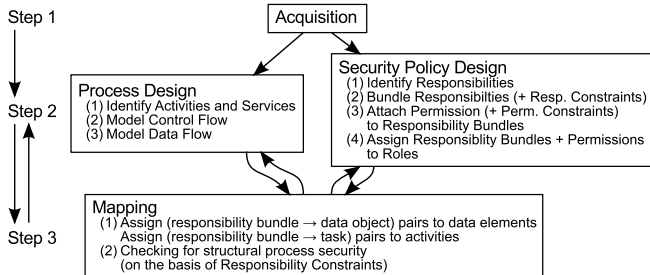 Step 1
Acquisition
Step 2
Process Design
(1) Identify Activities and Services
(2) Model Control Flow
(3) Model Data Flow
Security Policy Design
(1) Identify Responsibilities
(2) Bundle Responsibilties (+ Resp. Constraints)
(3) Attach Permission (+ Perm. Constraints)
to Responsibility Bundles
(4) Assign Responsiblity Bundles + Permissions
to Roles
Step 3
Mapping
(1) Assign (responsibility bundle → data object) pairs to data elements
Assign (responsibility bundle → task) pairs to activities
(2) Checking for structural process security
(on the basis of Responsibility Constraints)